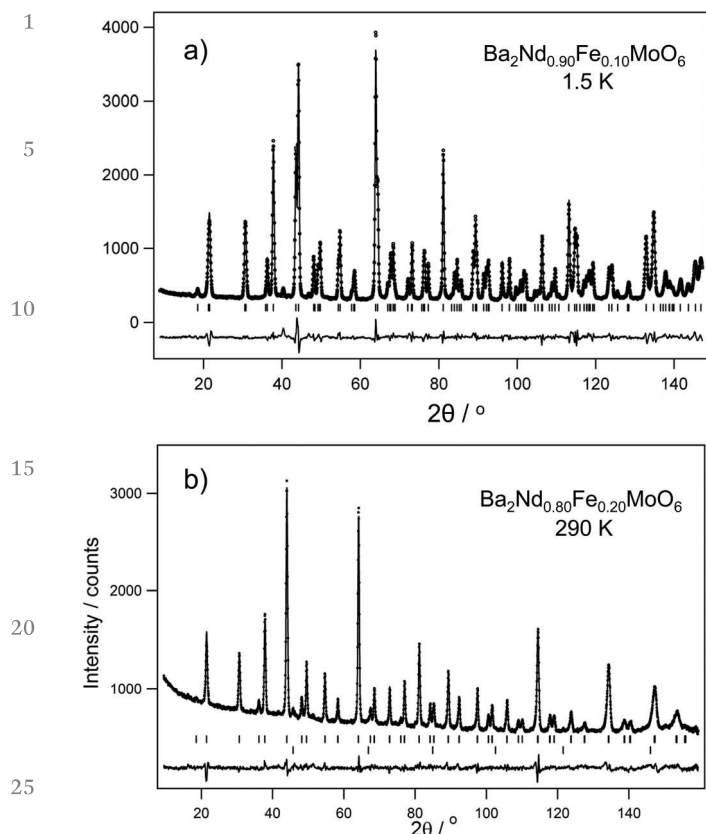 1
4000
a)
Ba₂Nd₀.₉₀Fe₀.₁₀MoO₆
1.5 K
3000
5
2000
1000
10
0
20 40 60 80 100 120 140
2θ / °
15
b)
3000
Ba₂Nd₀.₈₀Fe₀.₂₀MoO₆
290 K
Intensity / counts
2000
20
1000
25
20 40 60 80 100 120 140
2θ / °